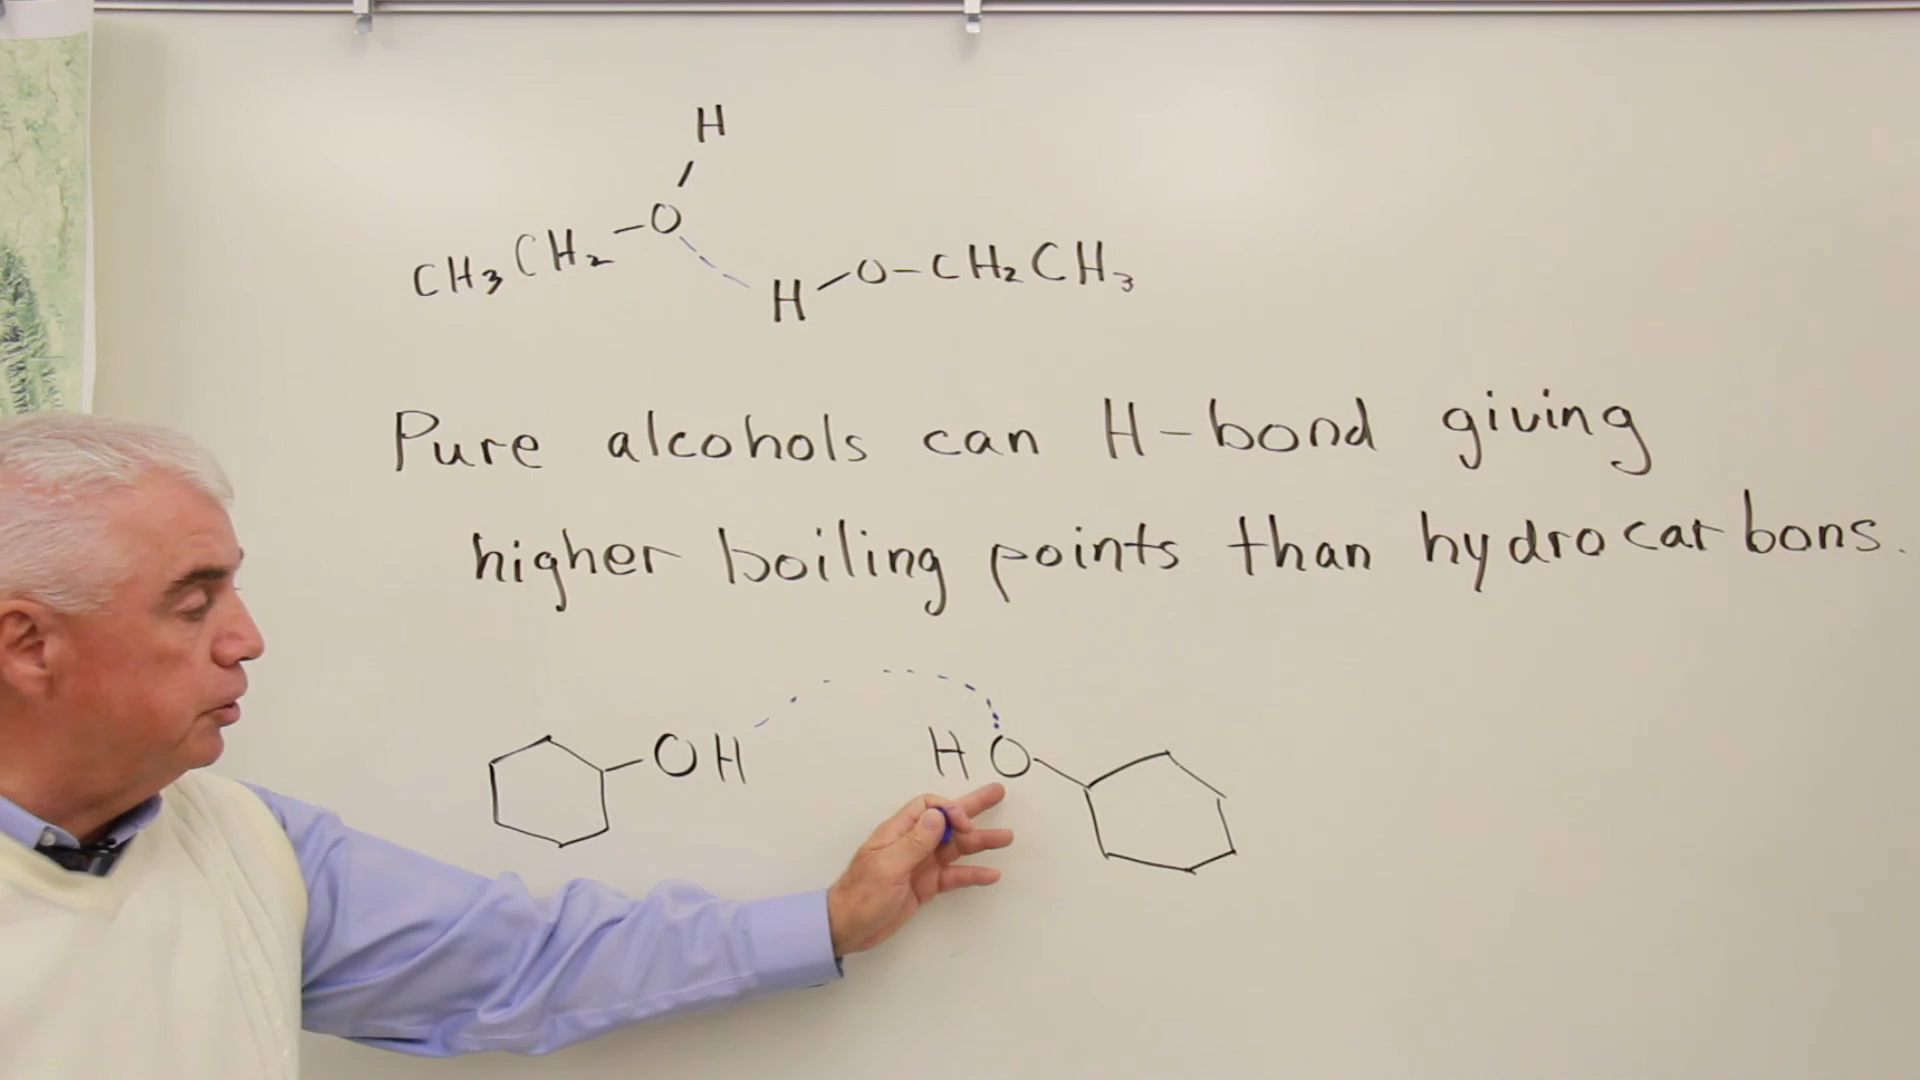 H
CH₃CH₂-O
H-O-CH₂CH₃
Pure alcohols can H-bond giving
higher boiling points than hydrocarbons.
OH HO